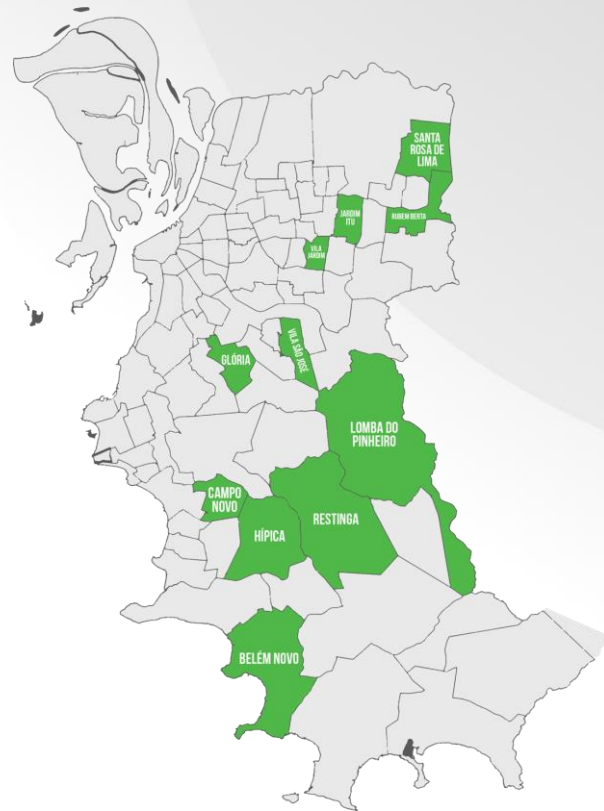 SANTA
ROSA DE
LIMA
JARDIM
ITU
RUBEM BERTA
VILA
JARDIM
VILA SÃO JOSÉ
GLÓRIA
LOMBA DO
PINHEIRO
CAMPO
NOVO
RESTINGA
HÍPICA
BELÉM NOVO